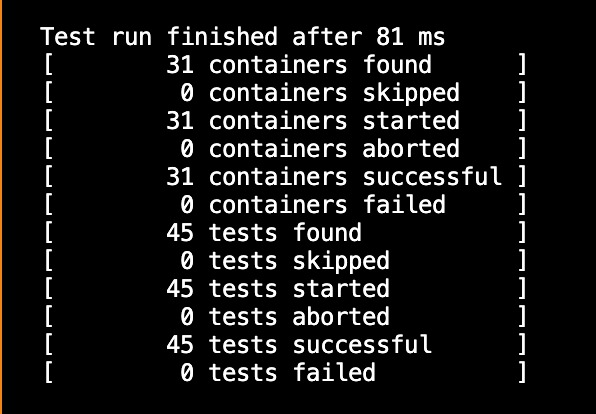 Test run finished after 81 ms
[        31 containers found      ]
[         0 containers skipped    ]
[        31 containers started    ]
[         0 containers aborted    ]
[        31 containers successful ]
[         0 containers failed     ]
[        45 tests found           ]
[         0 tests skipped         ]
[        45 tests started         ]
[         0 tests aborted         ]
[        45 tests successful      ]
[         0 tests failed          ]